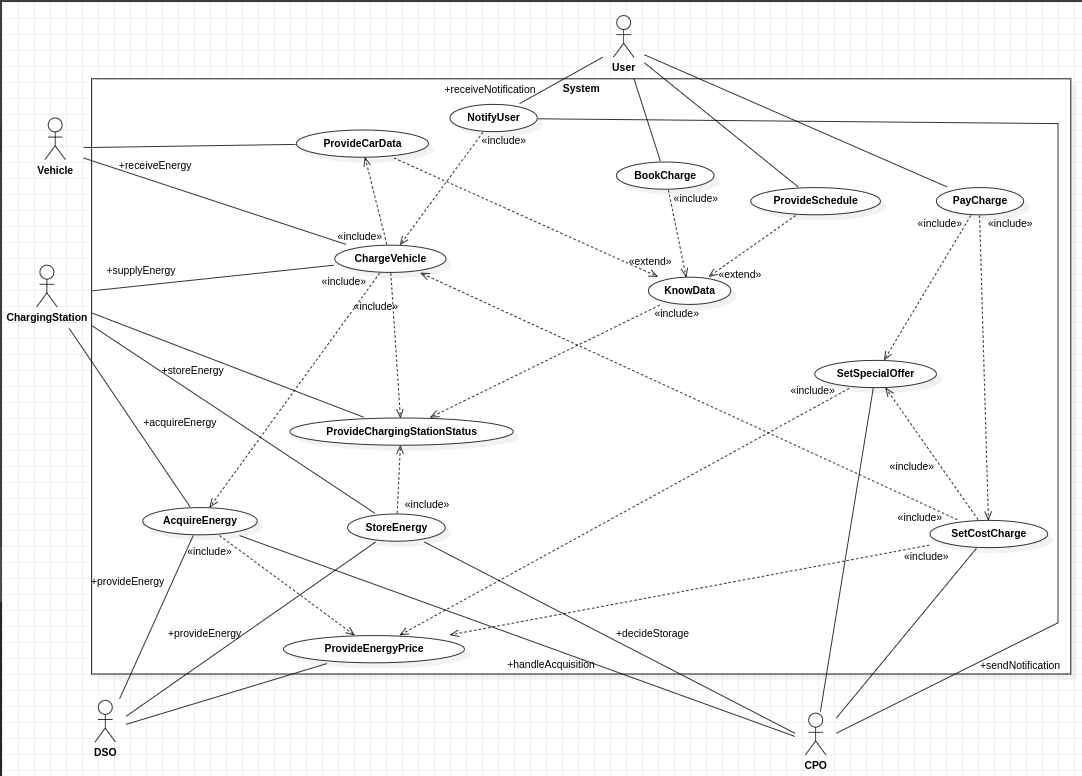 User
+receiveNotification
System
NotifyUser
«include»
ProvideCarData
Vehicle
+receiveEnergy
BookCharge
«include»
ProvideSchedule
PayCharge
«include»
«include»
«include»
ChargeVehicle
«include»
«include»
+supplyEnergy
ChargingStation
«extend»
«extend»
KnowData
«include»
+storeEnergy
SetSpecialOffer
«include»
+acquireEnergy
ProvideChargingStationStatus
«include»
«include»
AcquireEnergy
«include»
StoreEnergy
«include»
SetCostCharge
«include»
+provideEnergy
+provideEnergy
ProvideEnergyPrice
+decideStorage
+handleAcquisition
+sendNotification
DSO
CPO